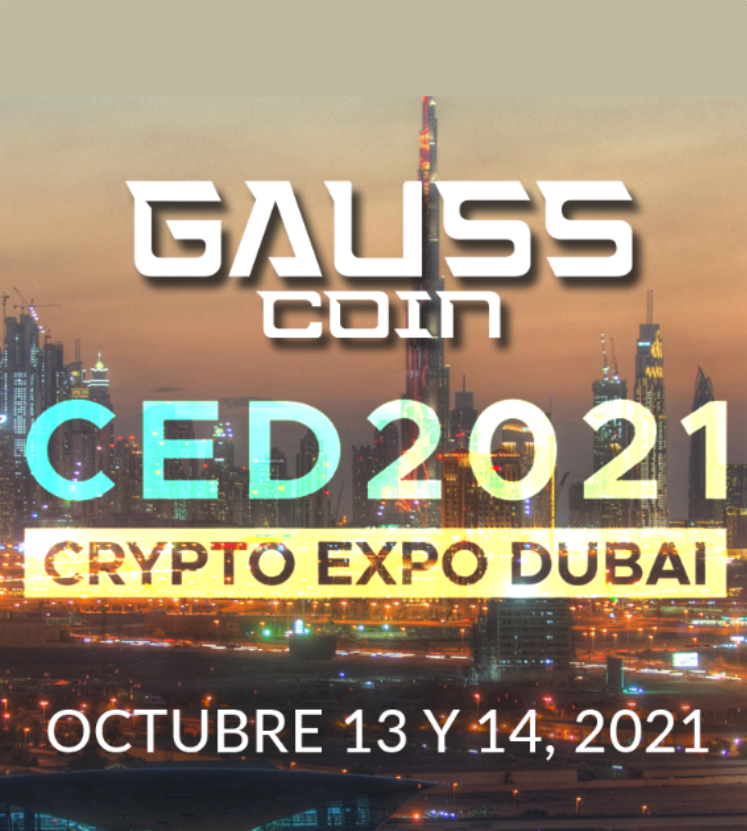 GAUSS
COIN
CED2021
CRYPTO EXPO DUBAI
OCTUBRE 13 Y 14, 2021